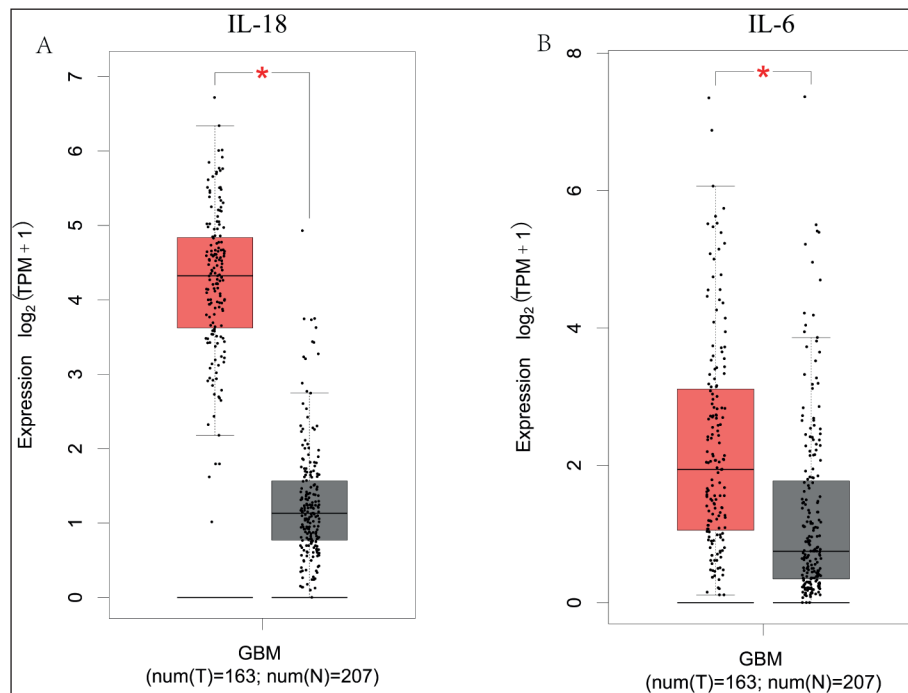 A
IL-18
*
Expression log₂(TPM + 1)
7
6
5
4
3
2
1
0
GBM
(num(T)=163; num(N)=207)
B
IL-6
*
Expression log₂(TPM + 1)
8
6
4
2
0
GBM
(num(T)=163; num(N)=207)